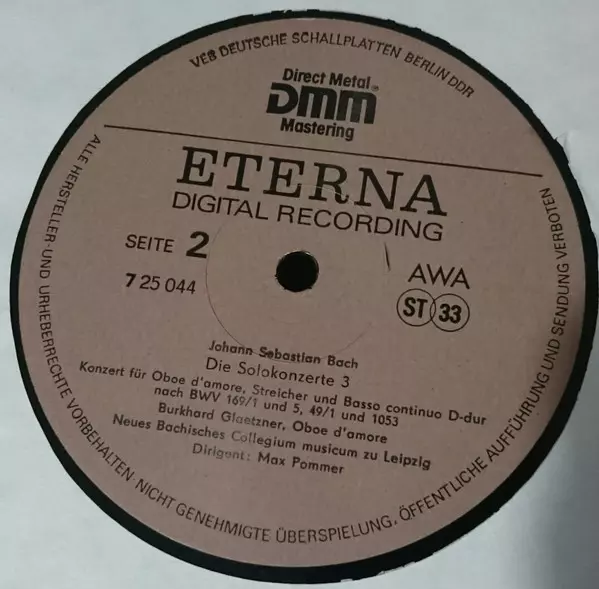 VEB DEUTSCHE SCHALLPLATTEN BERLIN DDR
Direct Metal
DMM
Mastering
ETERNA
DIGITAL RECORDING
SEITE 2
7 25 044
AWA
ST 33
Johann Sebastian Bach
Die Solokonzerte 3
Konzert für Oboe d'amore, Streicher und Basso continuo D-dur
nach BWV 169/1 und 5, 49/1 und 1053
Burkhard Glaetzner, Oboe d'amore
Neues Bachisches Collegium musicum zu Leipzig
Dirigent: Max Pommer
ALLE HERSTELLER- UND URHEBERRECHTE VORBEHALTEN · NICHT GENEHMIGTE ÜBERSPIELUNG, ÖFFENTLICHE AUFFÜHRUNG UND SENDUNG VERBOTEN